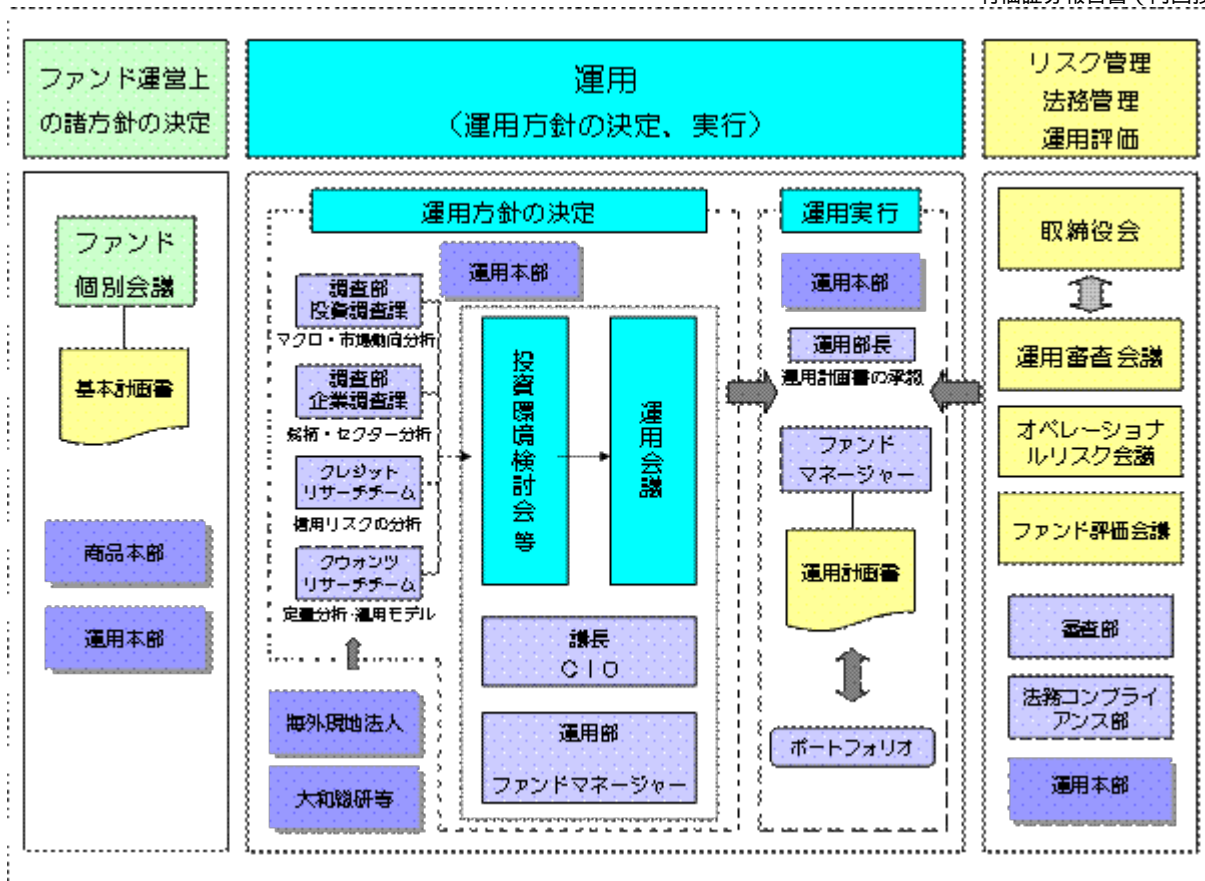 ファンド運営上
の諸方針の決定
運用
（運用方針の決定、実行）
リスク管理
法務管理
運用評価
ファンド
個別会議
基本計画書
商品本部
運用本部
運用方針の決定
運用本部
調査部
投資調査課
マクロ・市場動向分析
調査部
企業調査課
銘柄・セクター分析
クレジット
リサーチチーム
信用リスクの分析
クウォンツ
リサーチチーム
定量分析・運用モデル
海外現地法人
大和総研等
投資環境検討会等
運用会議
議長
ＣＩＯ
運用部
ファンドマネージャー
運用実行
運用本部
運用部長
運用計画書の承認
ファンド
マネージャー
運用計画書
ポートフォリオ
取締役会
運用審査会議
オペレーショナ
ルリスク会議
ファンド評価会議
審査部
法務コンプライ
アンス部
運用本部